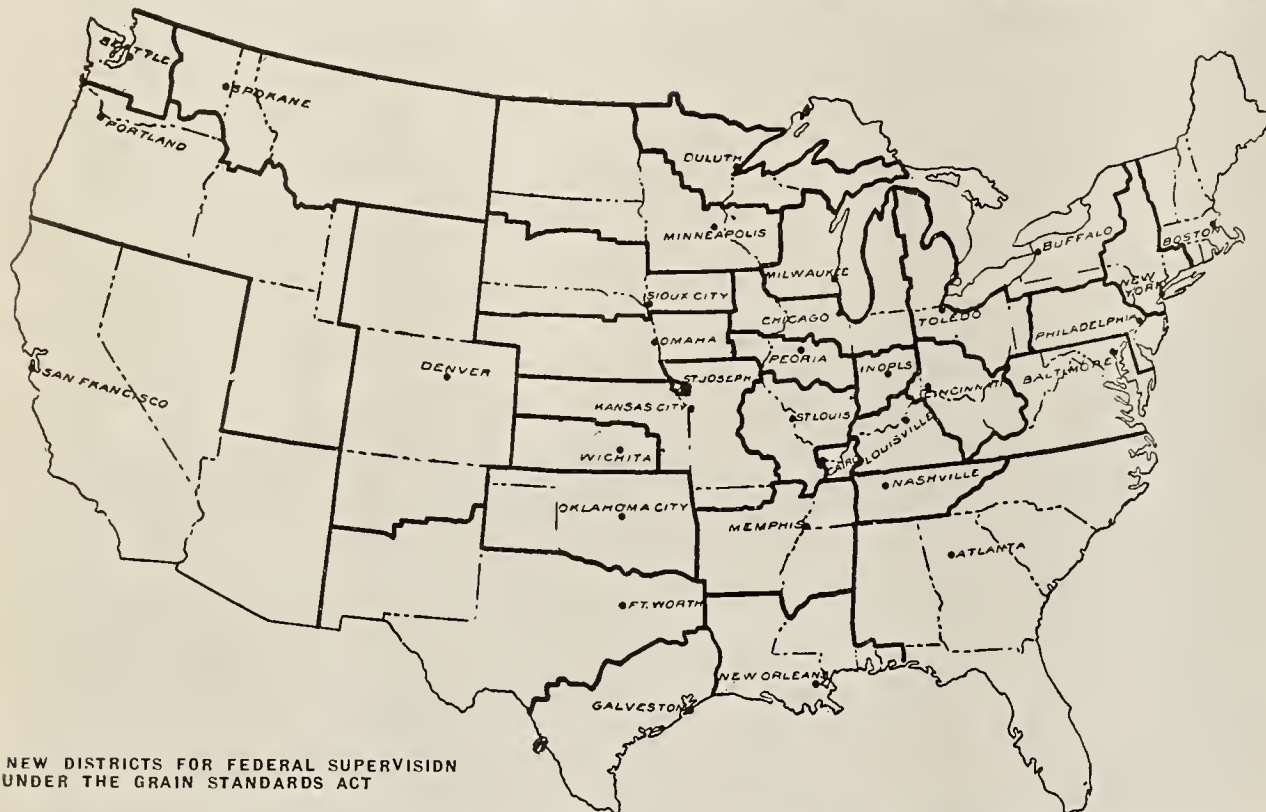 SEATTLE
SPOKANE
PORTLAND
DULUTH
MINNEAPOLIS
BUFFALO
BOSTON
MILWAUKEE
NEW
YORK
SIOUX CITY
CHICAGO
TOLEDO
PHILADELPHIA
OMAHA
PEORIA
DENVER
SAN FRANCISCO
ST. JOSEPH
INDPLS
CINCINNATI
BALTIMORE
KANSAS CITY
ST. LOUIS
WICHITA
CAIRO
LOUISVILLE
NASHVILLE
OKLAHOMA CITY
MEMPHIS
ATLANTA
FT. WORTH
NEW ORLEANS
GALVESTON
NEW DISTRICTS FOR FEDERAL SUPERVISION
UNDER THE GRAIN STANDARDS ACT